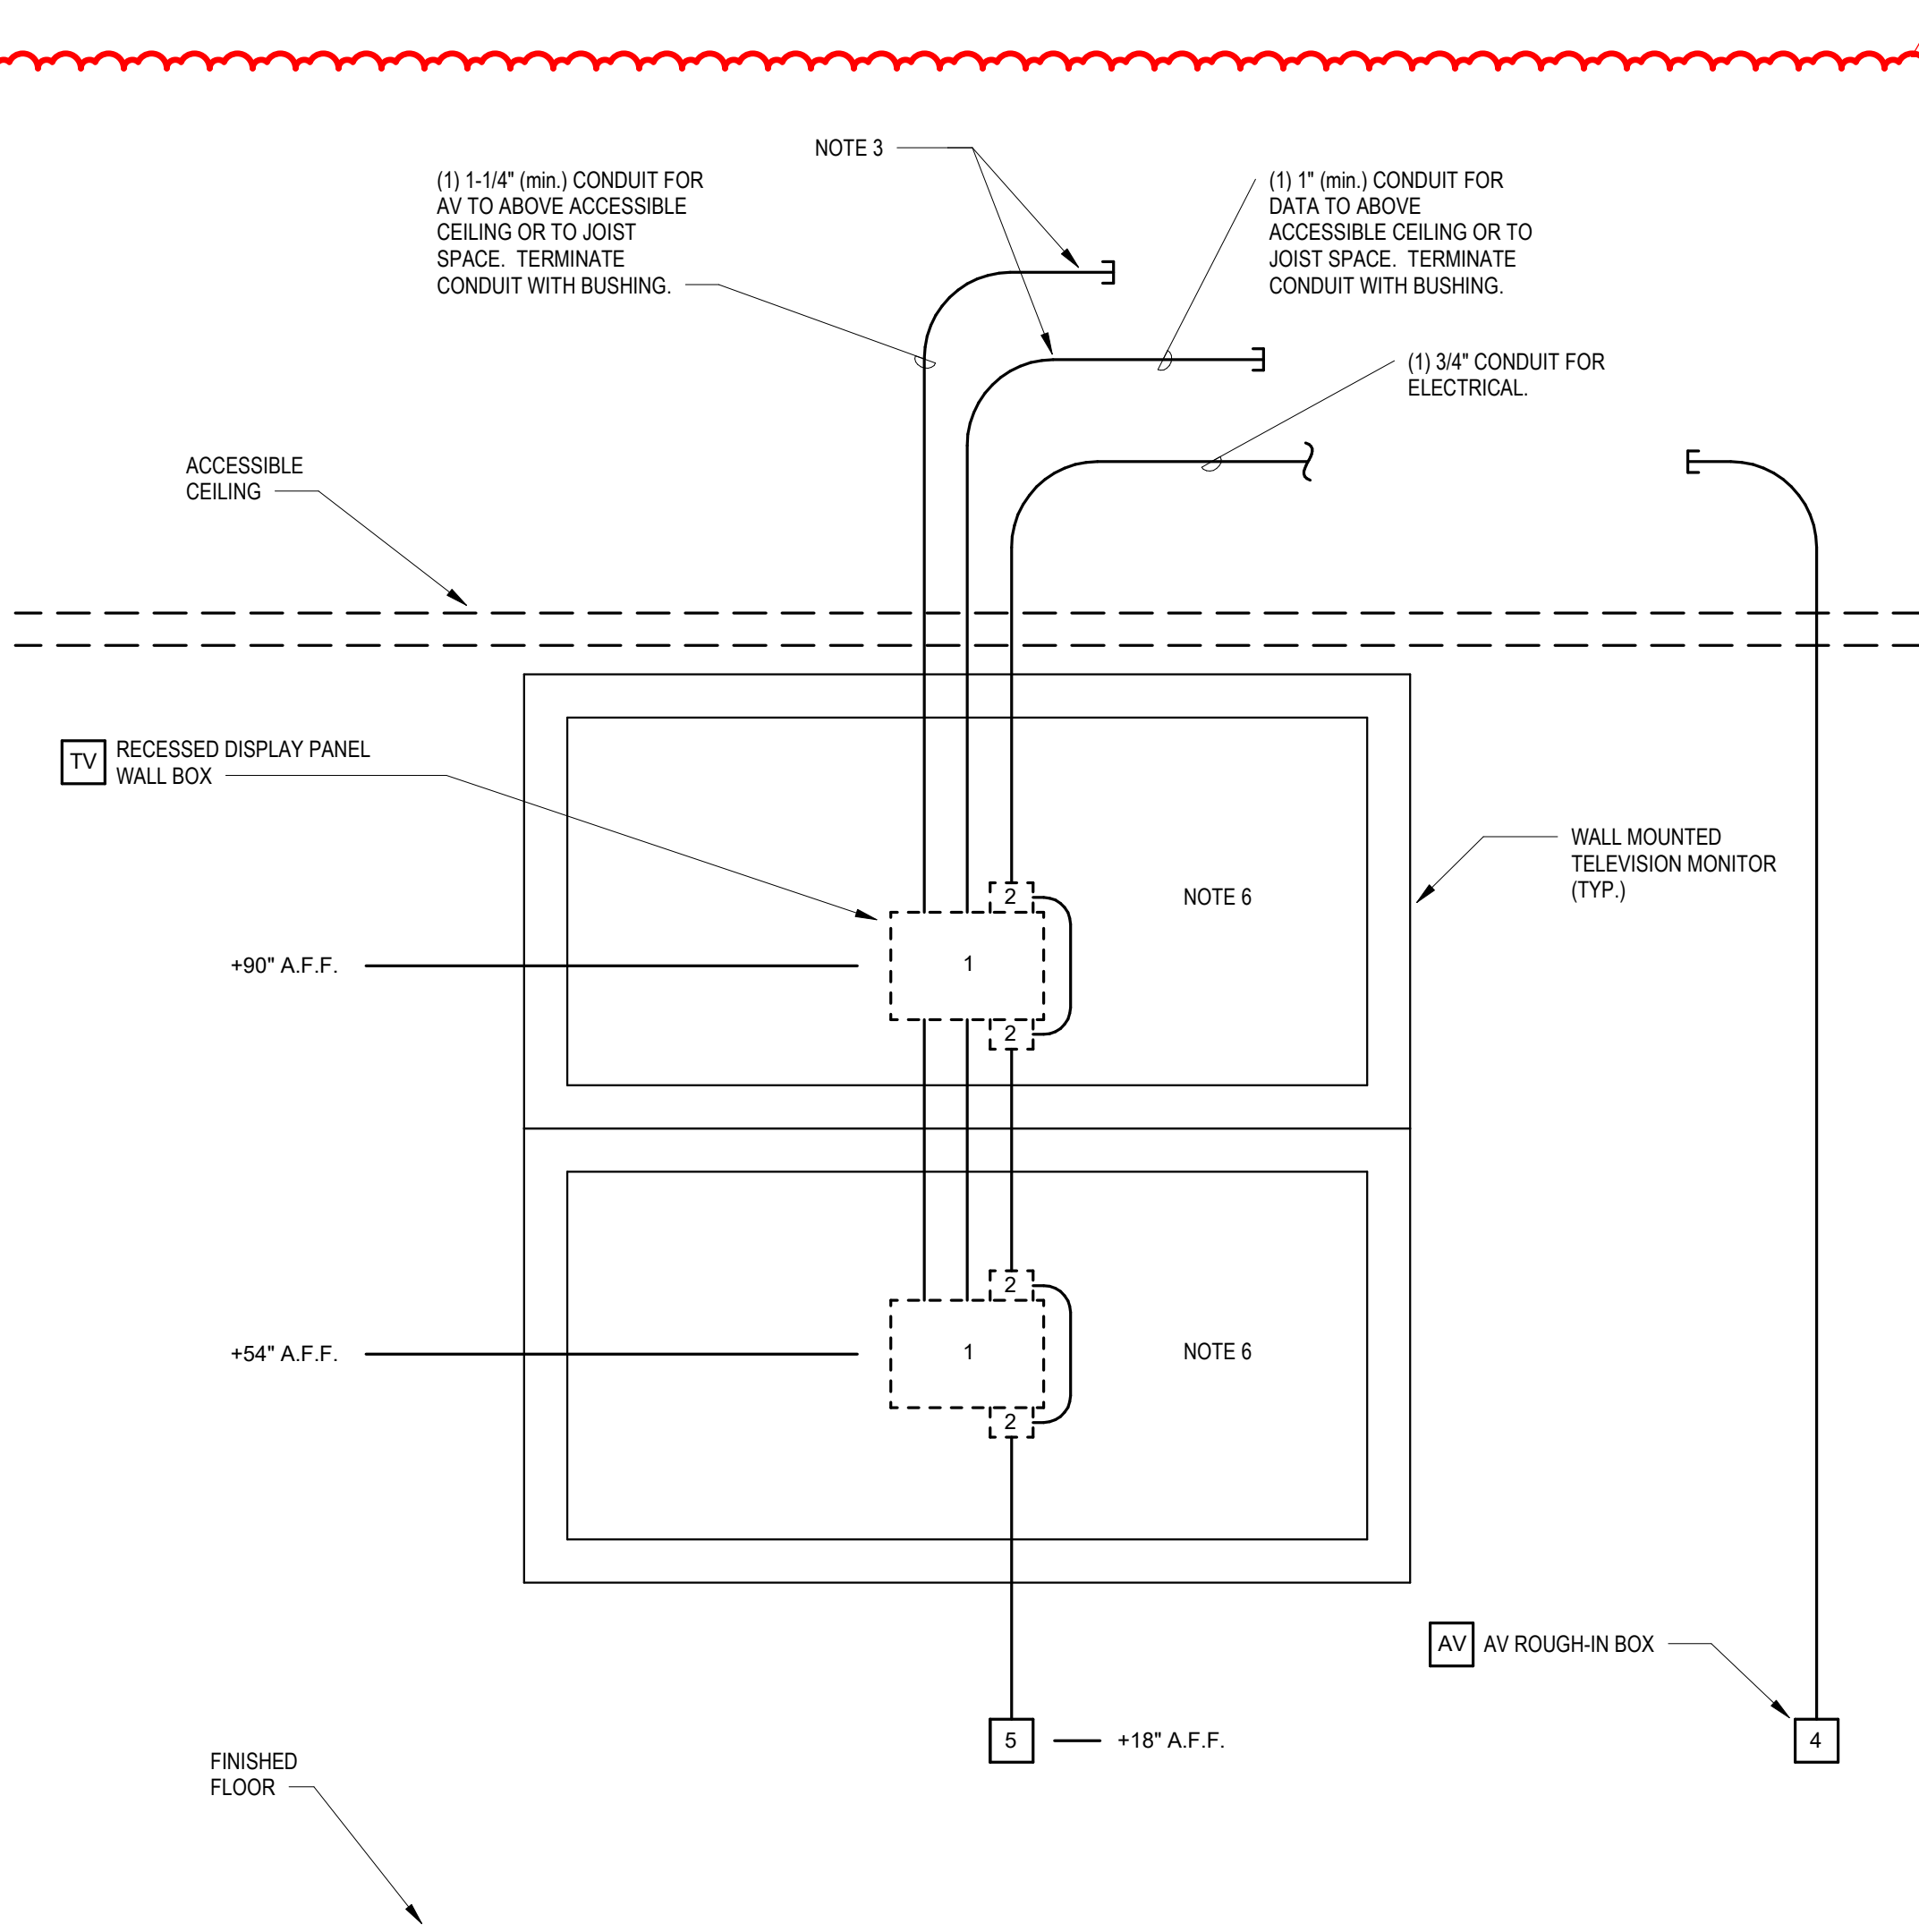 NOTE 3
(1) 1-1/4" (min.) CONDUIT FOR
AV TO ABOVE ACCESSIBLE
CEILING OR TO JOIST
SPACE. TERMINATE
CONDUIT WITH BUSHING.
(1) 1" (min.) CONDUIT FOR
DATA TO ABOVE
ACCESSIBLE CEILING OR TO
JOIST SPACE. TERMINATE
CONDUIT WITH BUSHING.
(1) 3/4" CONDUIT FOR
ELECTRICAL.
ACCESSIBLE
CEILING
TV
RECESSED DISPLAY PANEL
WALL BOX
WALL MOUNTED
TELEVISION MONITOR
(TYP.)
2
NOTE 6
+90" A.F.F.
1
2
2
+54" A.F.F.
1
NOTE 6
2
AV
AV ROUGH-IN BOX
5
+18" A.F.F.
4
FINISHED
FLOOR